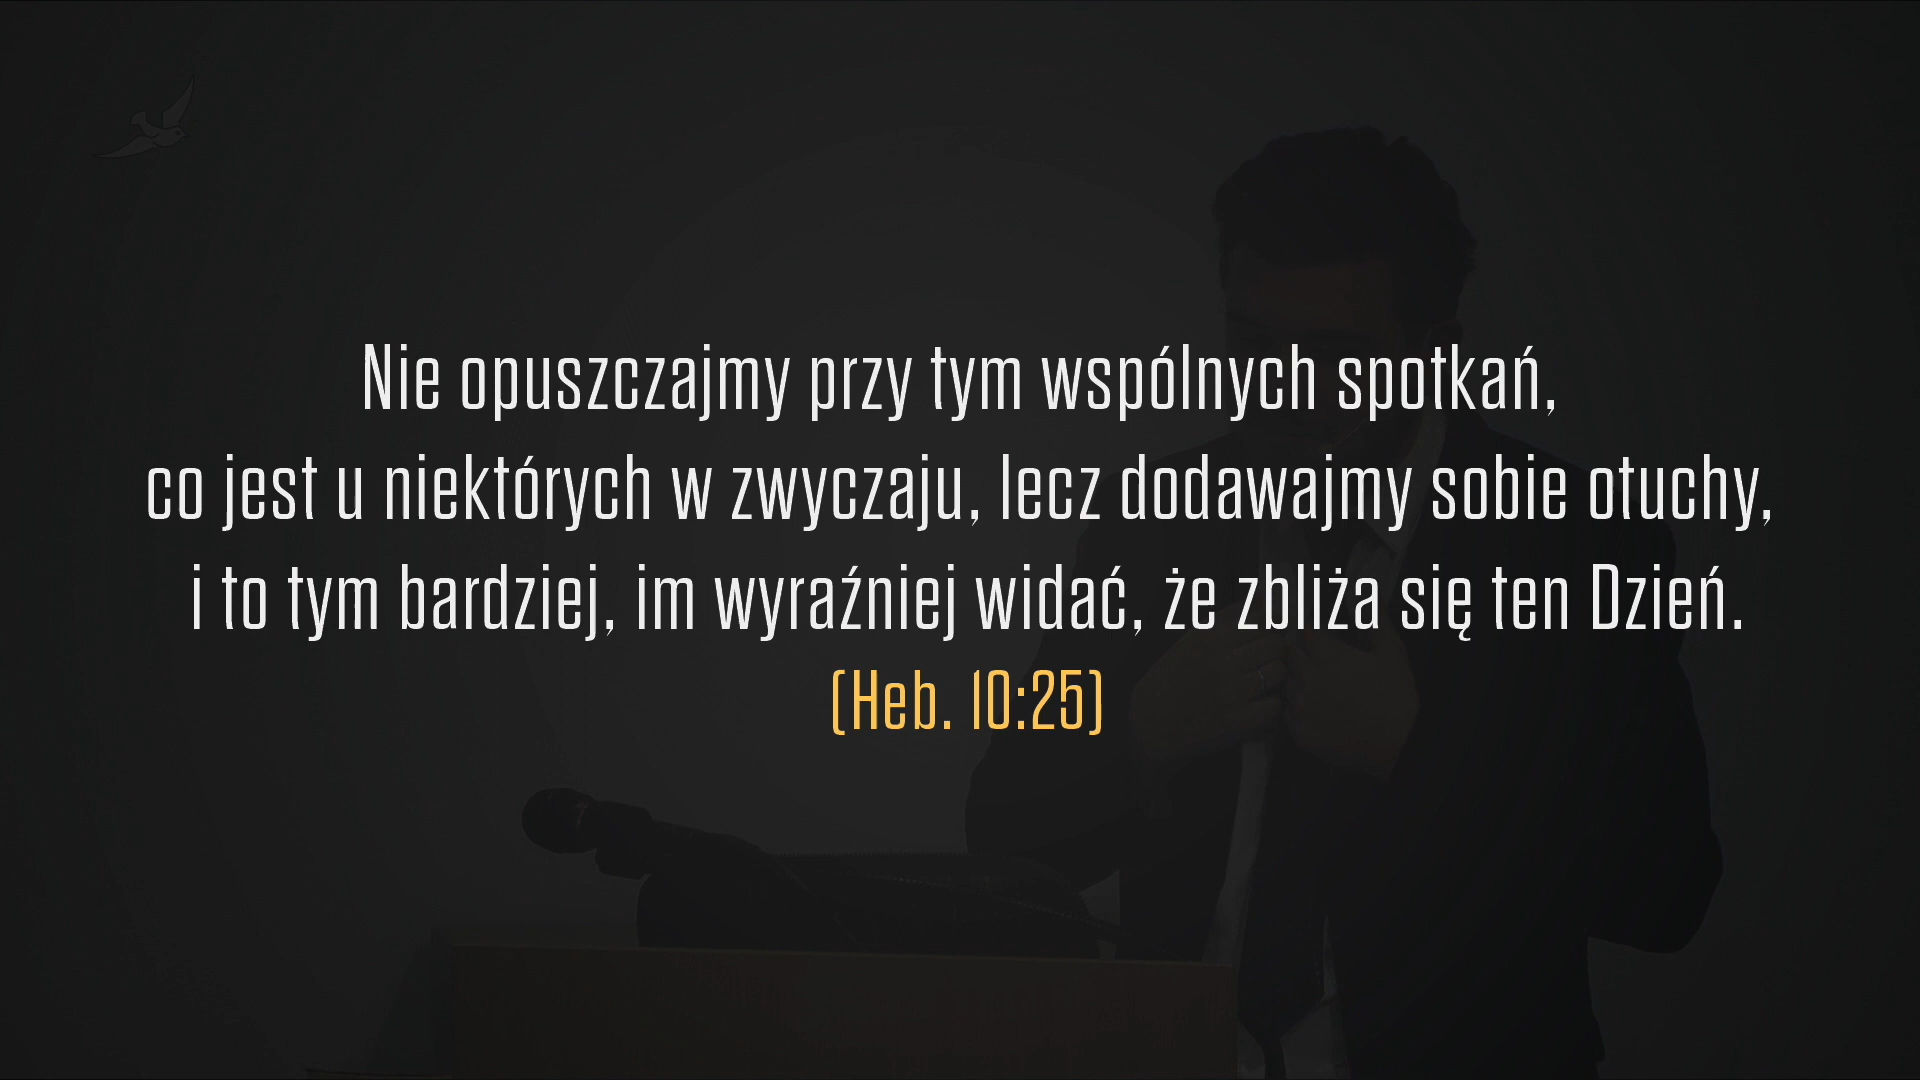 Nie opuszczajmy przy tym wspólnych spotkań,
co jest u niektórych w zwyczaju, lecz dodawajmy sobie otuchy,
i to tym bardziej, im wyraźniej widać, że zbliża się ten Dzień.
(Heb. 10:25)